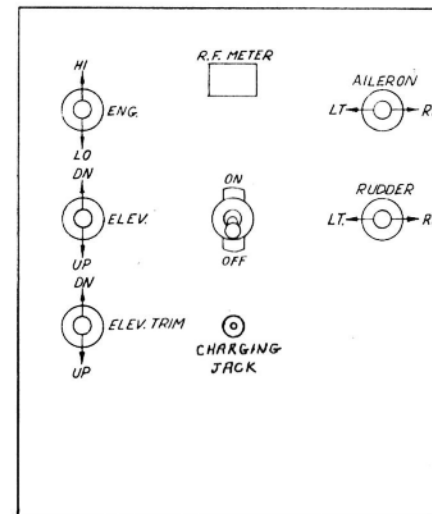 HI
ENG.
LO
DN
ELEV.
UP
DN
ELEV. TRIM
UP
R.F. METER
ON
OFF
CHARGING
JACK
AILERON
LT
R
RUDDER
LT.
R